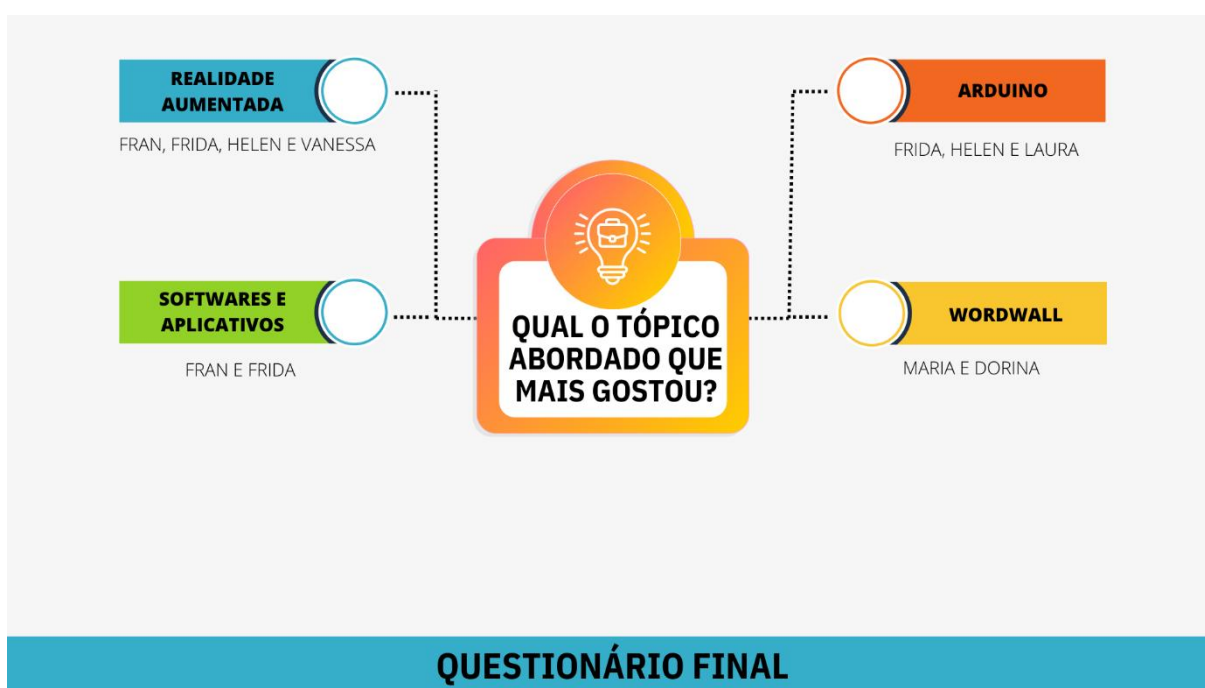 REALIDADE
AUMENTADA
FRAN, FRIDA, HELEN E VANESSA
SOFTWARES E
APLICATIVOS
FRAN E FRIDA
QUAL O TÓPICO
ABORDADO QUE
MAIS GOSTOU?
ARDUINO
FRIDA, HELEN E LAURA
WORDWALL
MARIA E DORINA
QUESTIONÁRIO FINAL